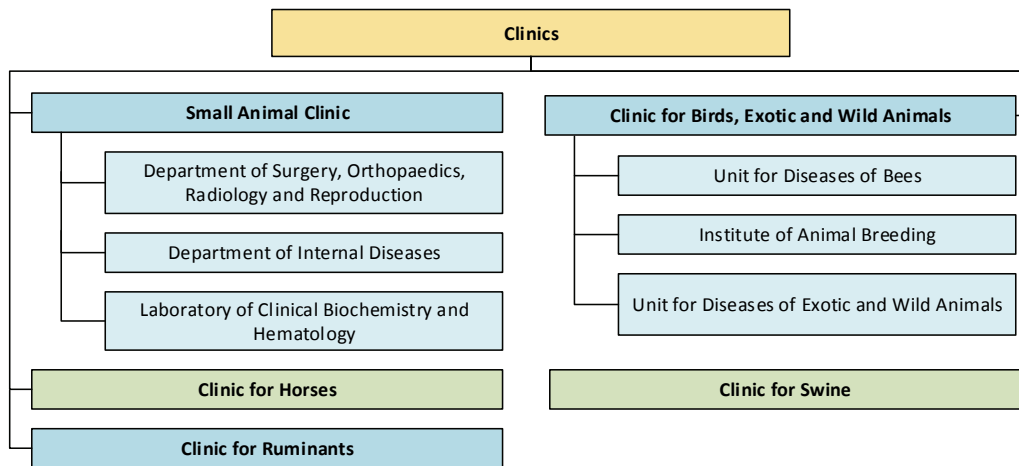 Clinics
Small Animal Clinic
Department of Surgery, Orthopaedics,
Radiology and Reproduction
Department of Internal Diseases
Laboratory of Clinical Biochemistry and
Hematology
Clinic for Horses
Clinic for Ruminants
Clinic for Birds, Exotic and Wild Animals
Unit for Diseases of Bees
Institute of Animal Breeding
Unit for Diseases of Exotic and Wild Animals
Clinic for Swine